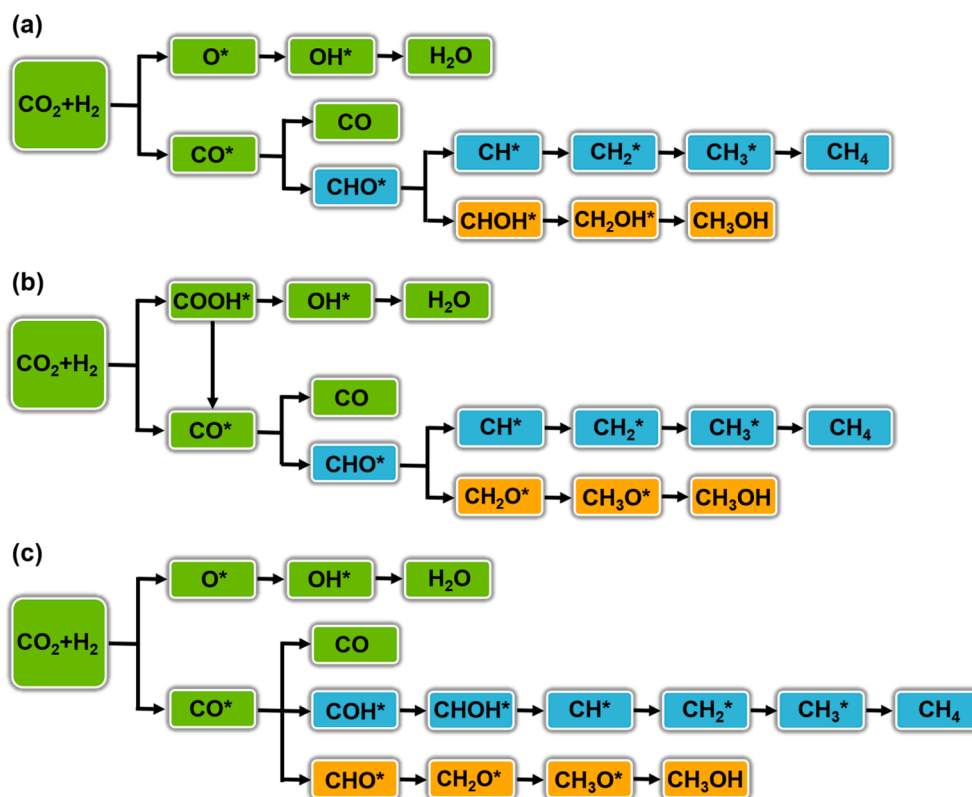 (a)
CO₂+H₂
O*
OH*
H₂O
CO*
CO
CHO*
CH*
CH₂*
CH₃*
CH₄
CHOH*
CH₂OH*
CH₃OH
(b)
CO₂+H₂
COOH*
OH*
H₂O
CO*
CO
CHO*
CH*
CH₂*
CH₃*
CH₄
CH₂O*
CH₃O*
CH₃OH
(c)
CO₂+H₂
O*
OH*
H₂O
CO*
CO
COH*
CHOH*
CH*
CH₂*
CH₃*
CH₄
CHO*
CH₂O*
CH₃O*
CH₃OH